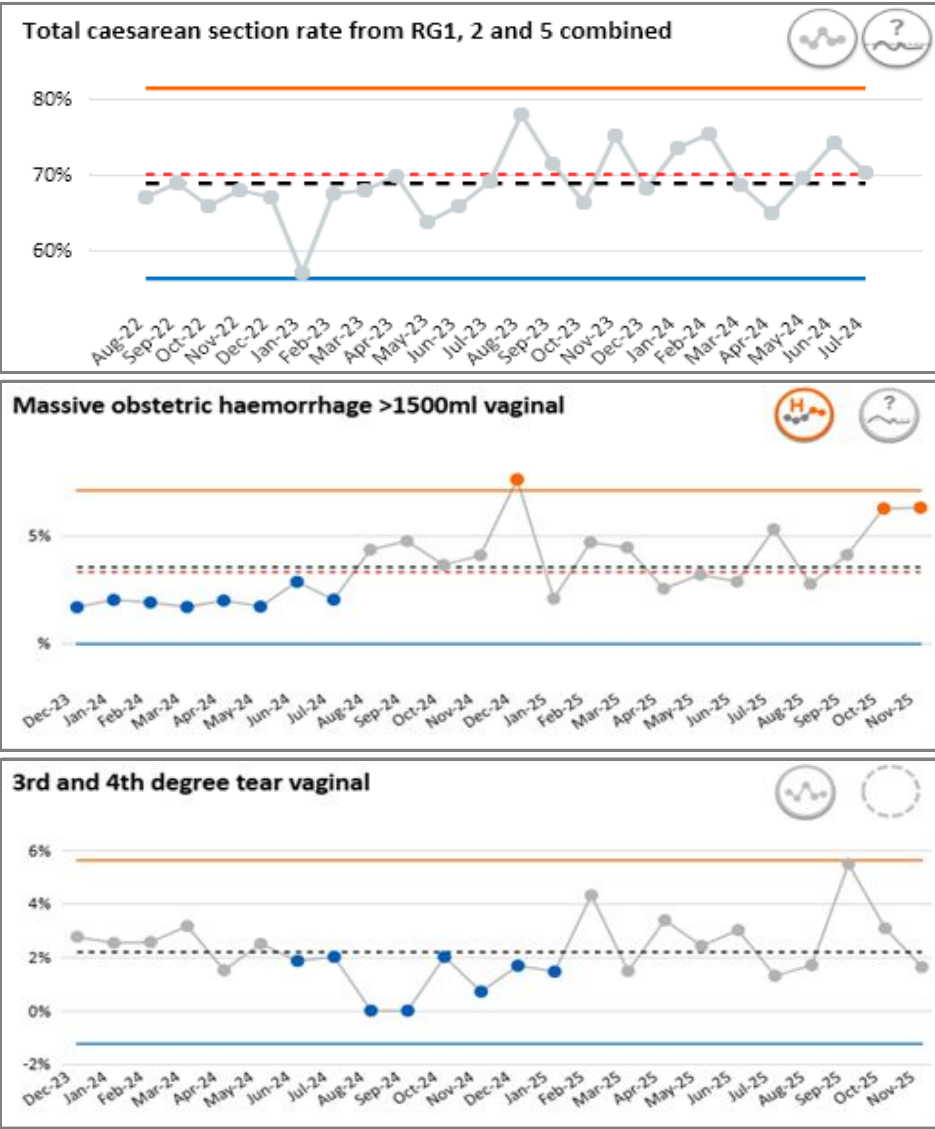 Total caesarean section rate from RG1, 2 and 5 combined
?
80%
70%
60%
Aug-22 Sep-22 Oct-22 Nov-22 Dec-22 Jan-23 Feb-23 Mar-23 Apr-23 May-23 Jun-23 Jul-23 Aug-23 Sep-23 Oct-23 Nov-23 Dec-23 Jan-24 Feb-24 Mar-24 Apr-24 May-24 Jun-24 Jul-24
Massive obstetric haemorrhage >1500ml vaginal
H ?
5%
%
Dec-23 Jan-24 Feb-24 Mar-24 Apr-24 May-24 Jun-24 Jul-24 Aug-24 Sep-24 Oct-24 Nov-24 Dec-24 Jan-25 Feb-25 Mar-25 Apr-25 May-25 Jun-25 Jul-25 Aug-25 Sep-25 Oct-25 Nov-25
3rd and 4th degree tear vaginal
6%
4%
2%
0%
-2%
Dec-23 Jan-24 Feb-24 Mar-24 Apr-24 May-24 Jun-24 Jul-24 Aug-24 Sep-24 Oct-24 Nov-24 Dec-24 Jan-25 Feb-25 Mar-25 Apr-25 May-25 Jun-25 Jul-25 Aug-25 Sep-25 Oct-25 Nov-25